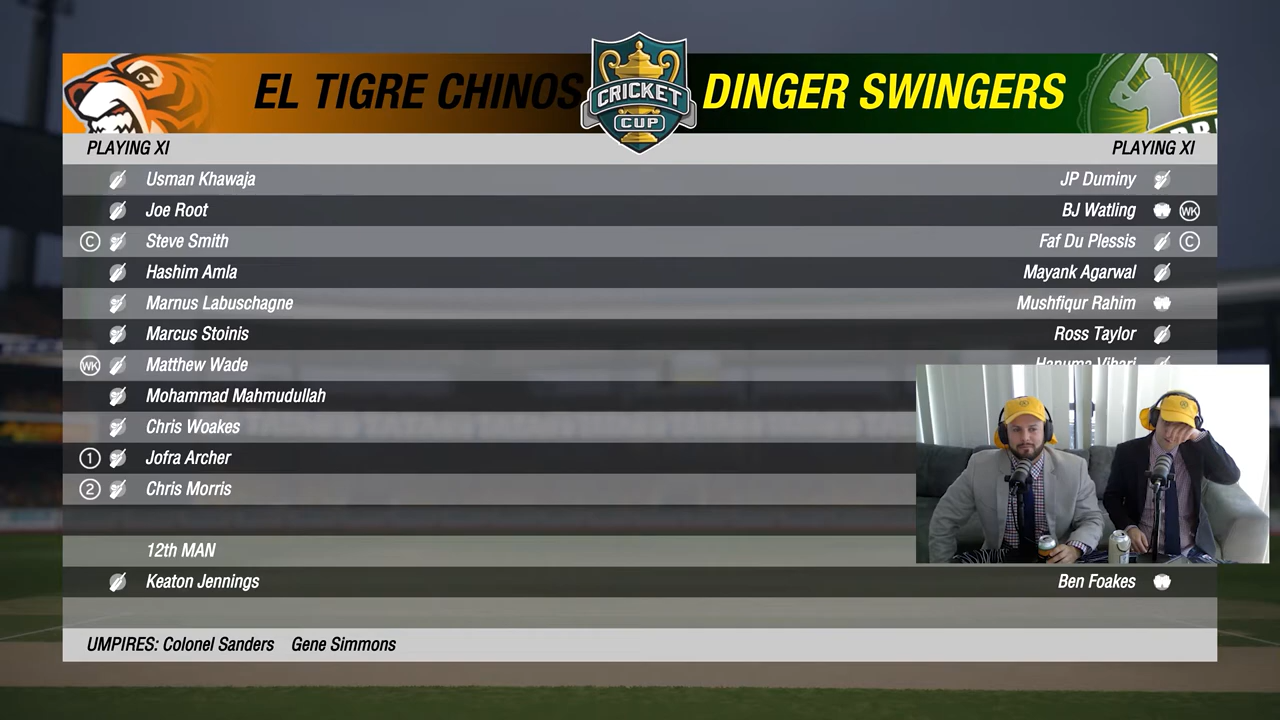 EL TIGRE CHINOS
CRICKET
CUP
DINGER SWINGERS
PLAYING XI
PLAYING XI
Usman Khawaja
JP Duminy
Joe Root
BJ Watling WK
C Steve Smith
Faf Du Plessis C
Hashim Amla
Mayank Agarwal
Marnus Labuschagne
Mushfiqur Rahim
Marcus Stoinis
Ross Taylor
WK Matthew Wade
Hanuma Vihari
Mohammad Mahmudullah
Chris Woakes
1 Jofra Archer
2 Chris Morris
12th MAN
Keaton Jennings
Ben Foakes
UMPIRES: Colonel Sanders Gene Simmons